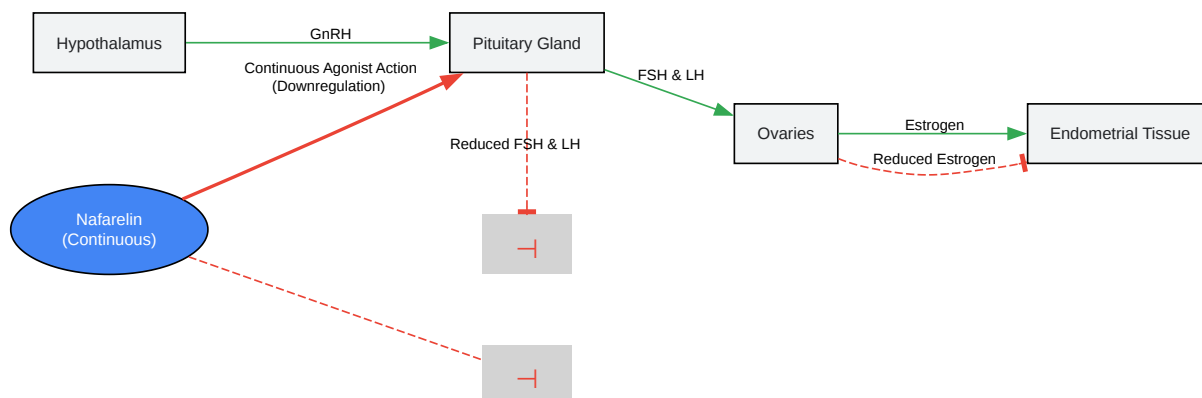 Hypothalamus
GnRH
Pituitary Gland
Continuous Agonist Action
(Downregulation)
FSH & LH
Ovaries
Estrogen
Endometrial Tissue
Reduced FSH & LH
Reduced Estrogen
Nafarelin
(Continuous)
⊣
⊣